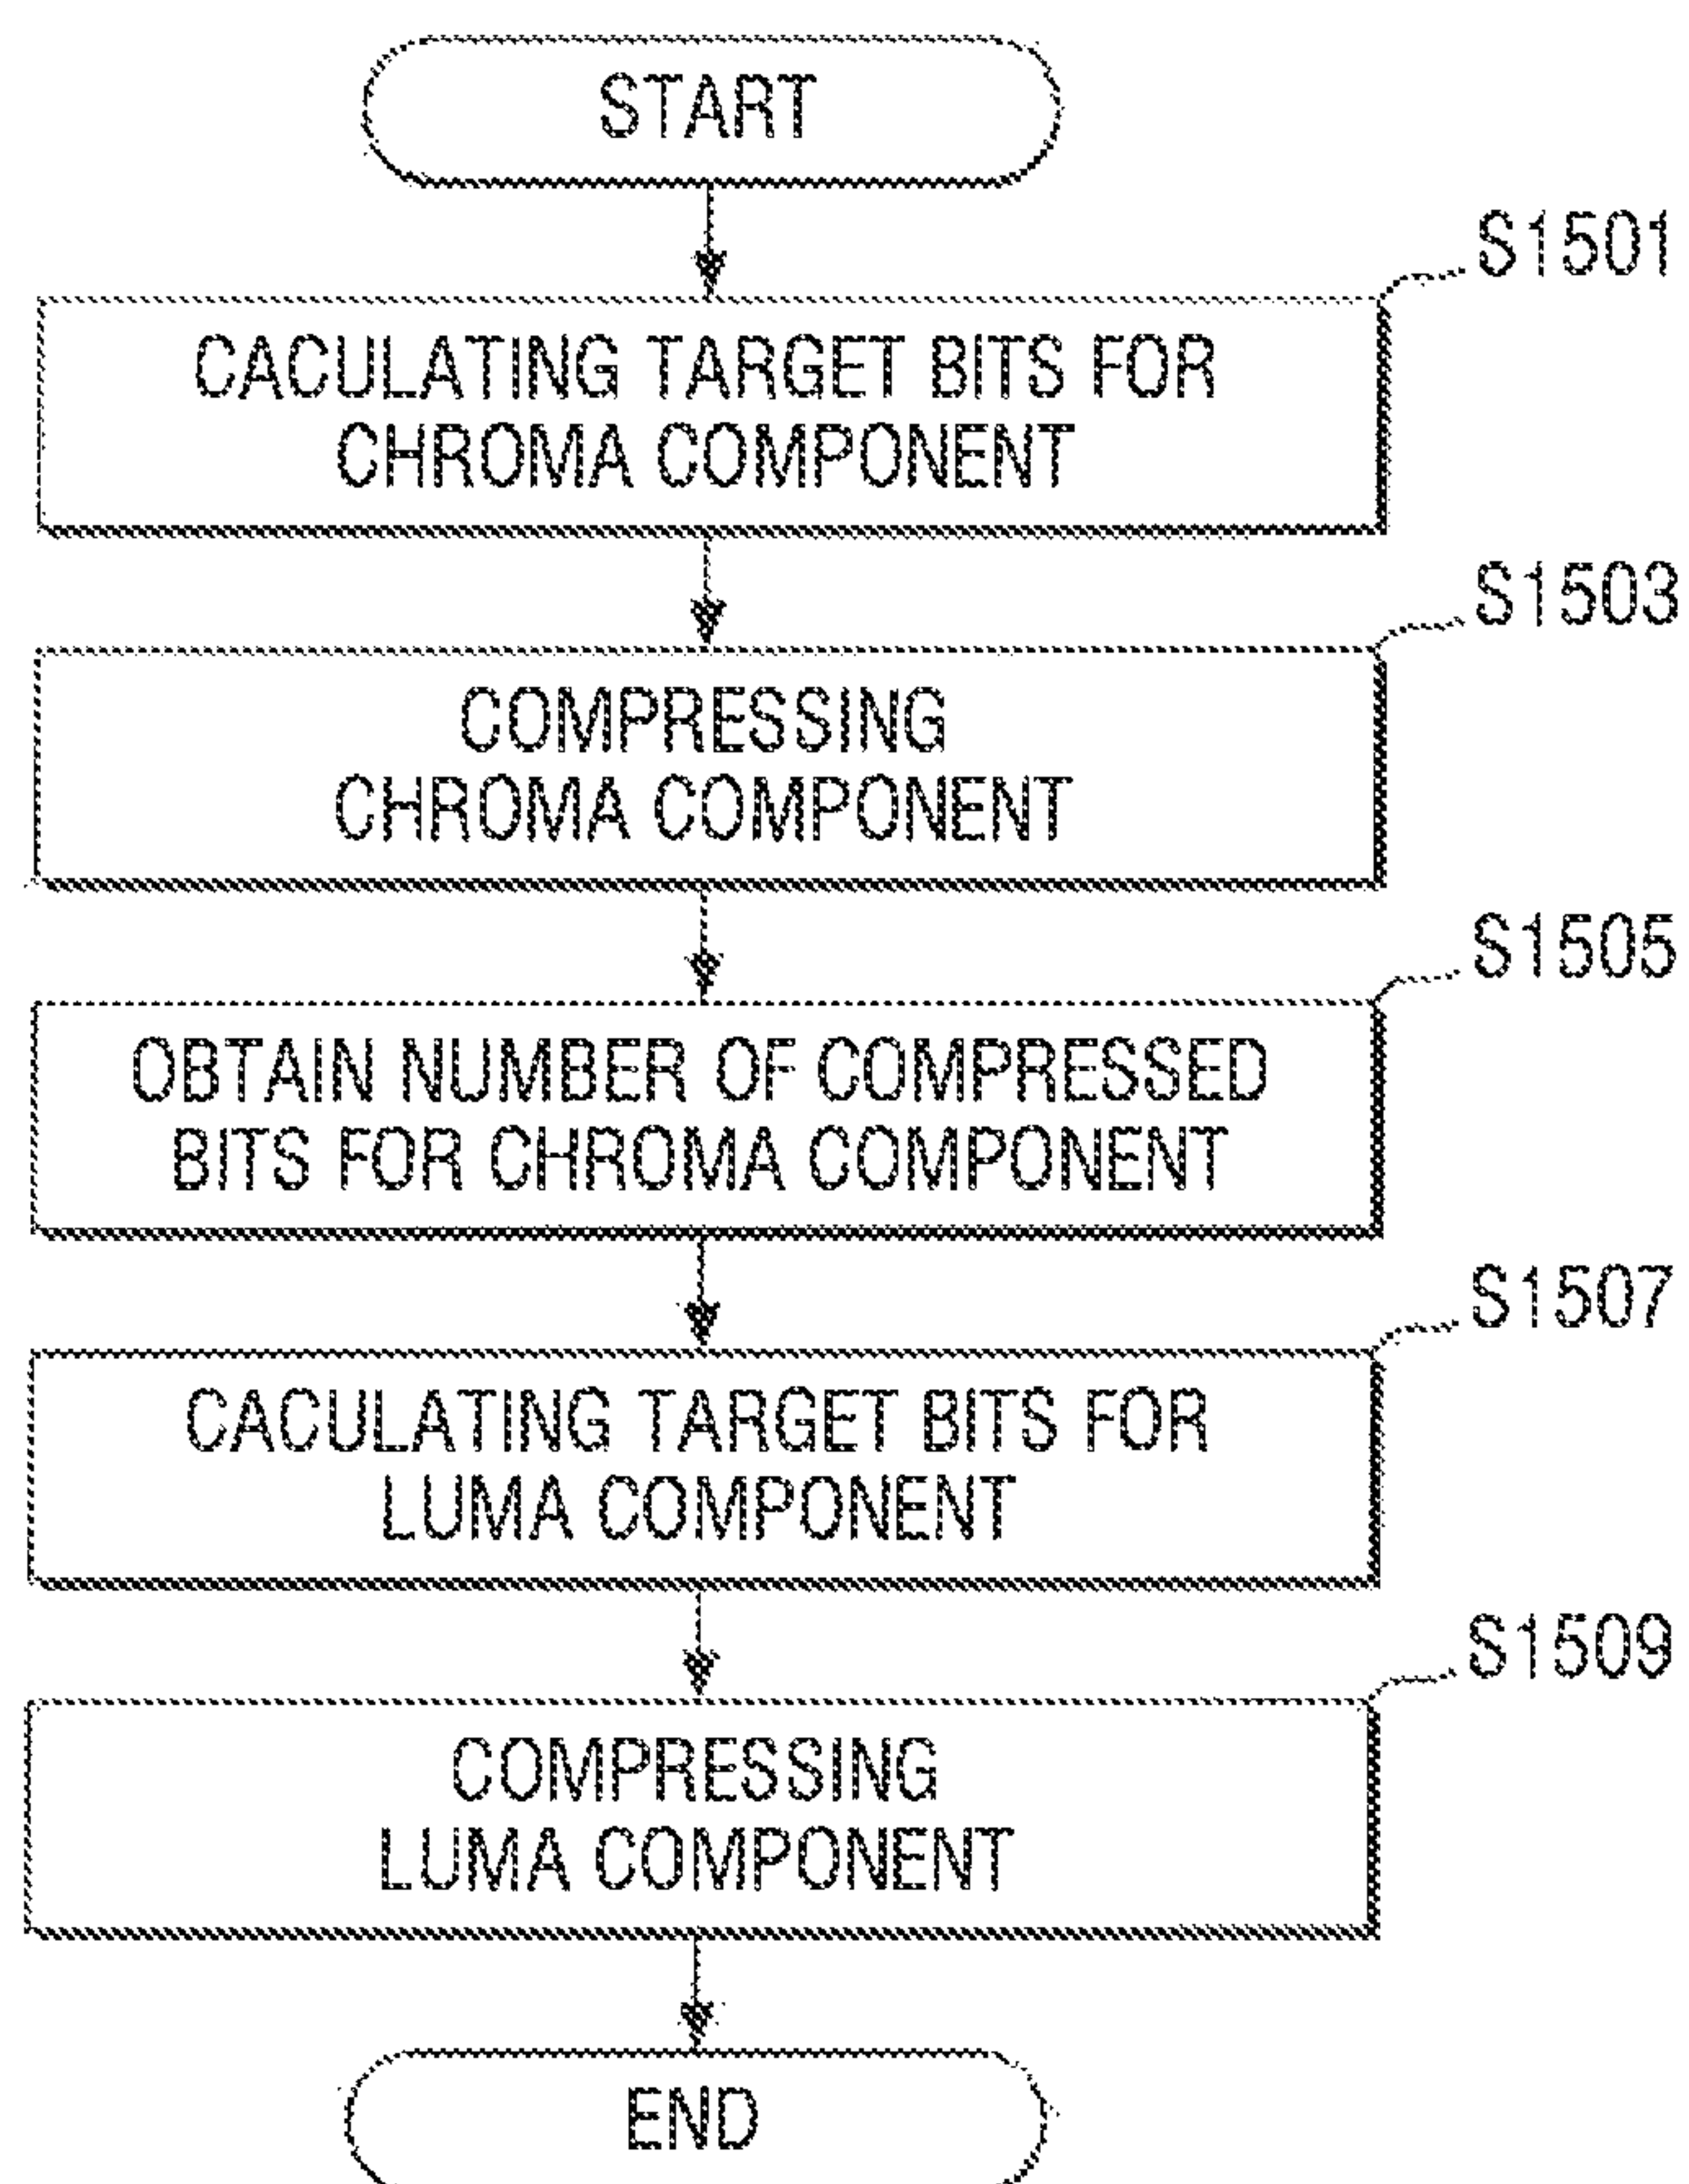 START
S1501
CACULATING TARGET BITS FOR
CHROMA COMPONENT
S1503
COMPRESSING
CHROMA COMPONENT
S1505
OBTAIN NUMBER OF COMPRESSED
BITS FOR CHROMA COMPONENT
S1507
CACULATING TARGET BITS FOR
LUMA COMPONENT
S1509
COMPRESSING
LUMA COMPONENT
END